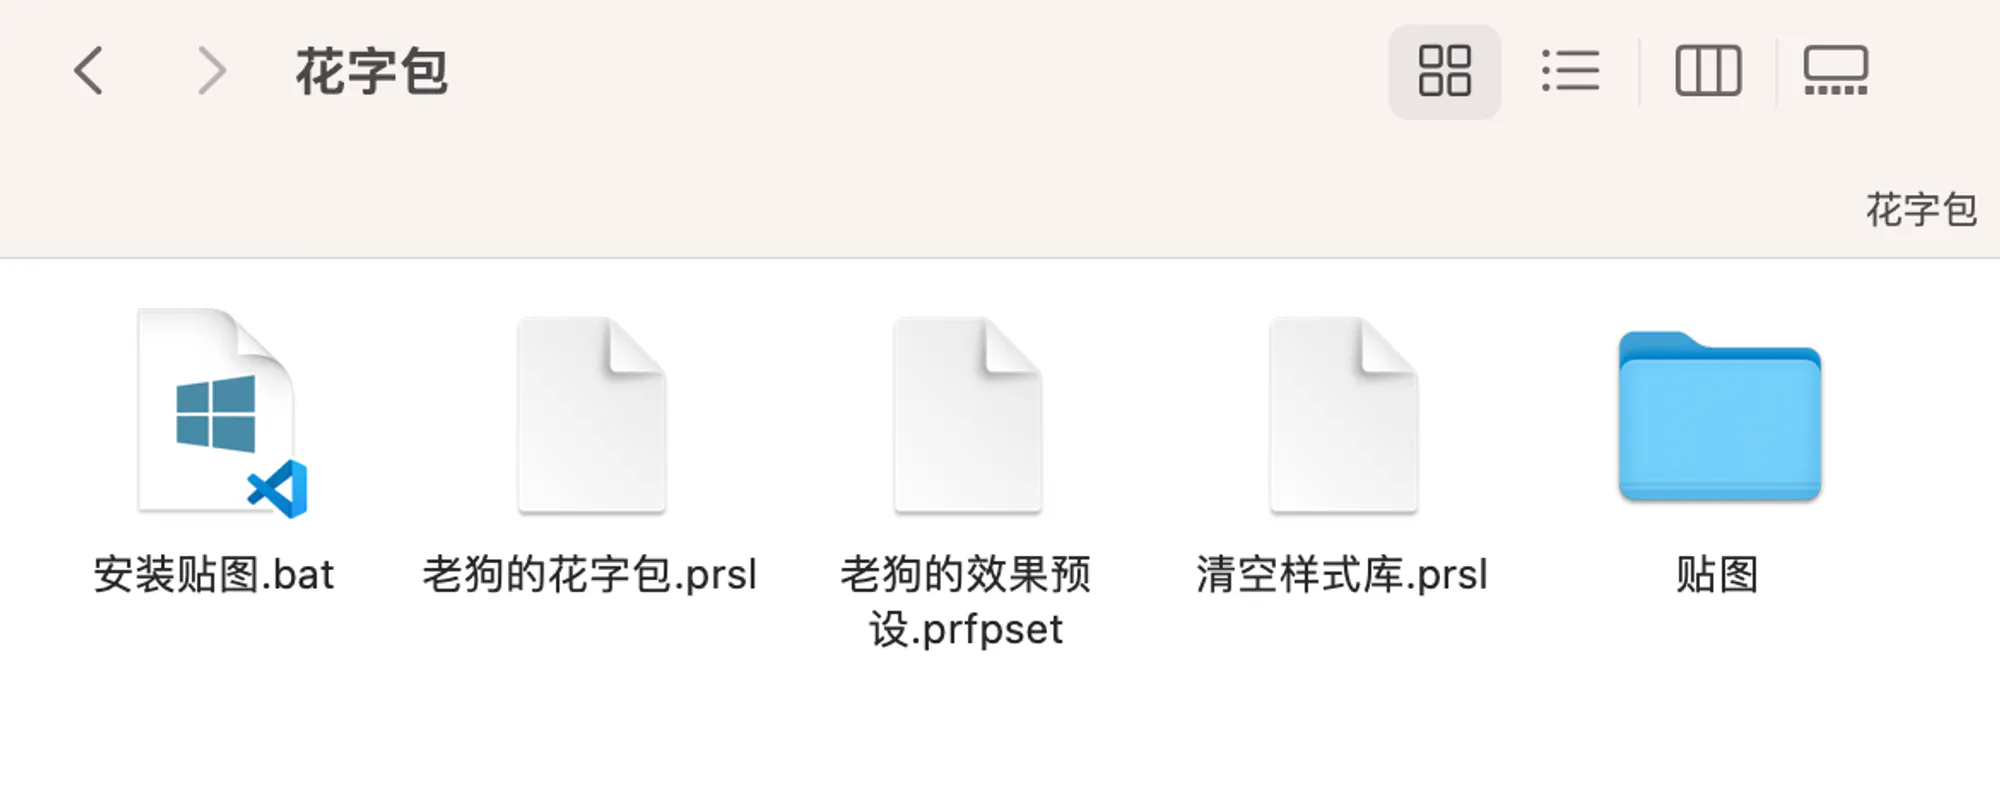 花字包
花字包
安装贴图.bat
老狗的花字包.prsl
老狗的效果预
设.prfpset
清空样式库.prsl
贴图